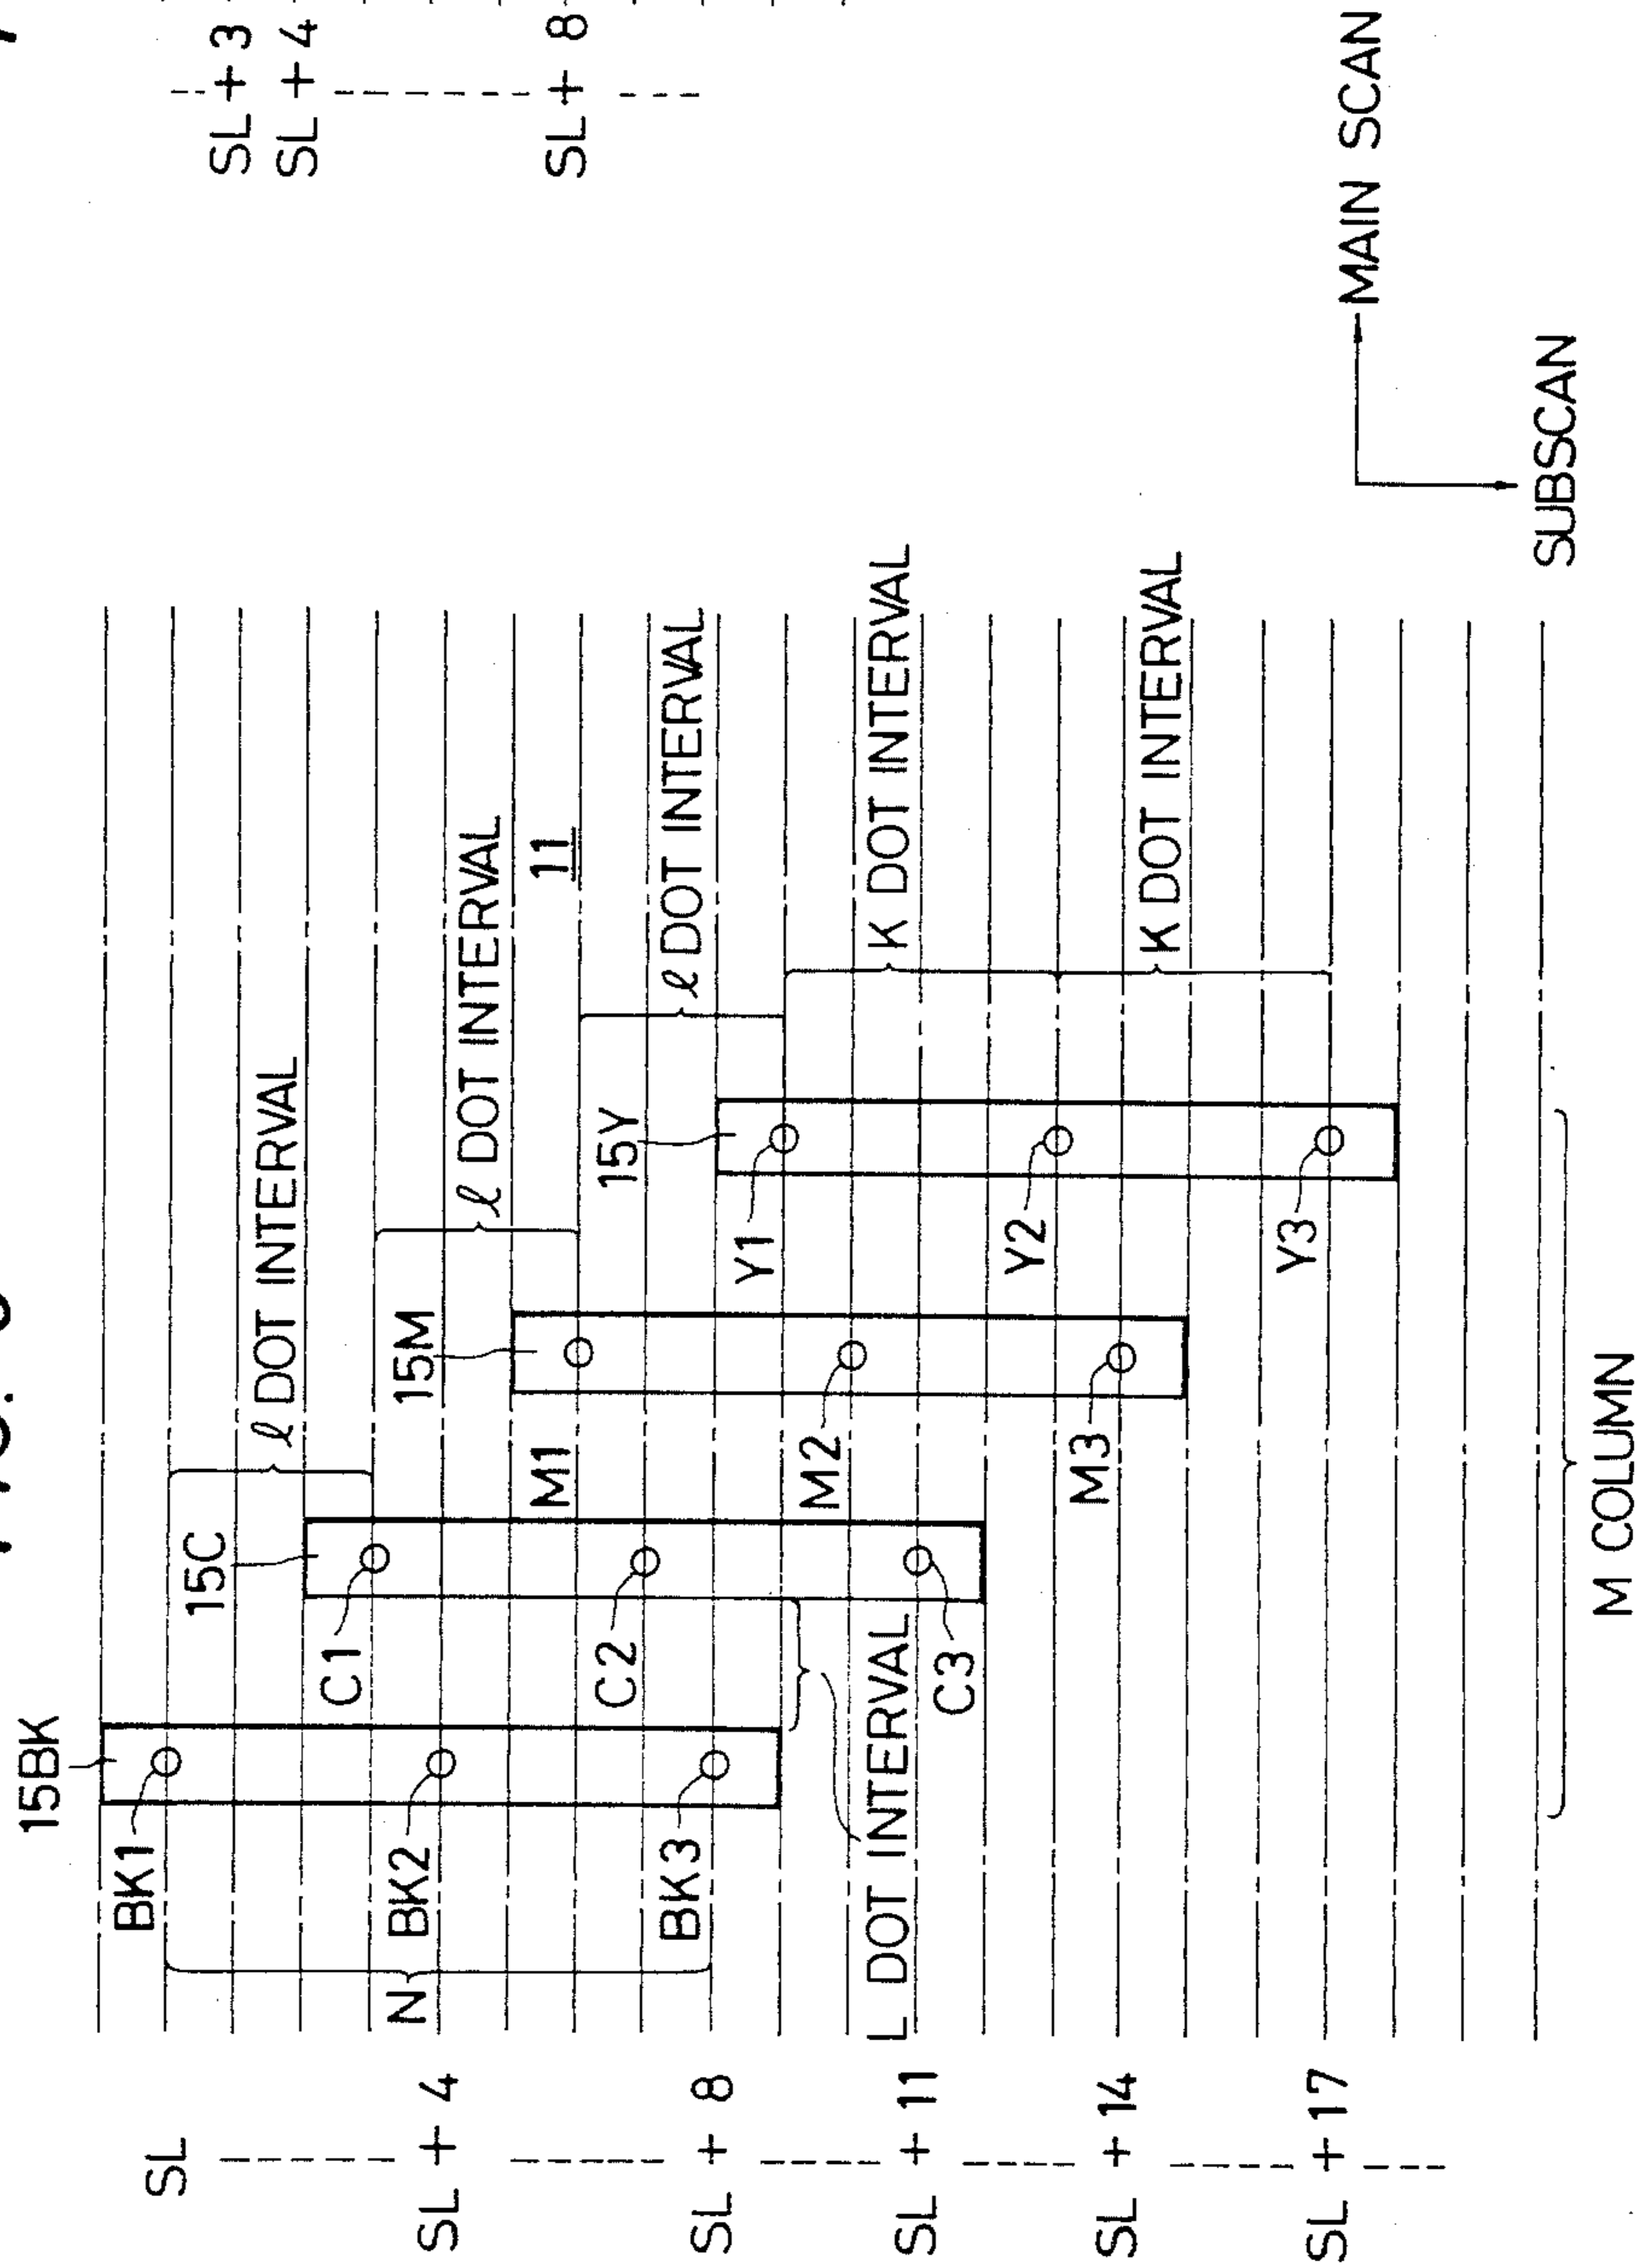 15BK
SL
BK1
15C
ℓ DOT INTERVAL
C1
15M
ℓ DOT INTERVAL
SL + 4
N
BK2
M1
11
C2
15Y
ℓ DOT INTERVAL
SL + 8
BK3
Y1
M2
K DOT INTERVAL
L DOT INTERVAL
SL + 11
C3
Y2
M3
K DOT INTERVAL
SL + 14
Y3
SL + 17
M COLUMN
MAIN SCAN
SUBSCAN
SL + 3
SL + 4
SL + 8